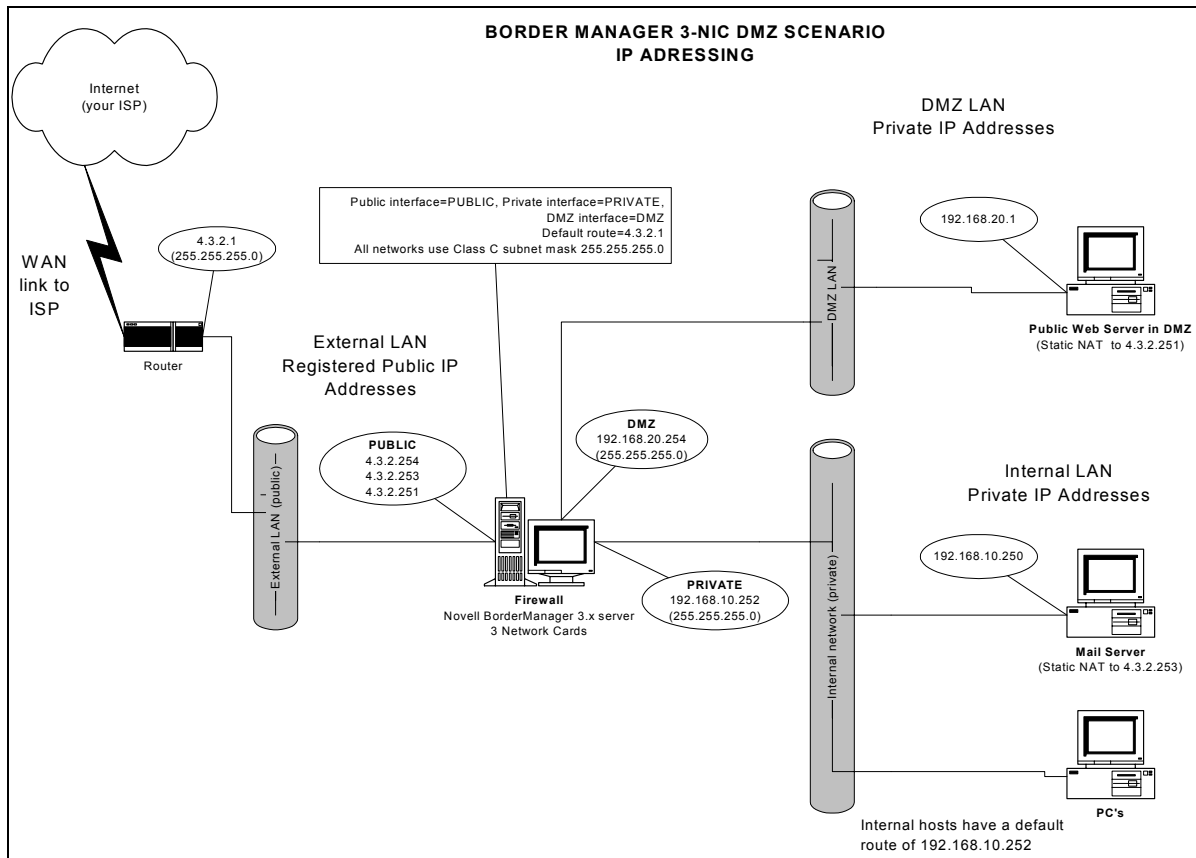 BORDER MANAGER 3-NIC DMZ SCENARIO
IP ADRESSING
Internet
(your ISP)
DMZ LAN
Private IP Addresses
Public interface=PUBLIC, Private interface=PRIVATE,
DMZ interface=DMZ
Default route=4.3.2.1
All networks use Class C subnet mask 255.255.255.0
192.168.20.1
4.3.2.1
(255.255.255.0)
WAN
link to
ISP
DMZ LAN
Public Web Server in DMZ
(Static NAT to 4.3.2.251)
Router
External LAN
Registered Public IP
Addresses
DMZ
192.168.20.254
(255.255.255.0)
PUBLIC
4.3.2.254
4.3.2.253
4.3.2.251
Internal LAN
Private IP Addresses
External LAN (public)
192.168.10.250
PRIVATE
192.168.10.252
(255.255.255.0)
Firewall
Novell BorderManager 3.x server
3 Network Cards
Internal network (private)
Mail Server
(Static NAT to 4.3.2.253)
PC's
Internal hosts have a default
route of 192.168.10.252